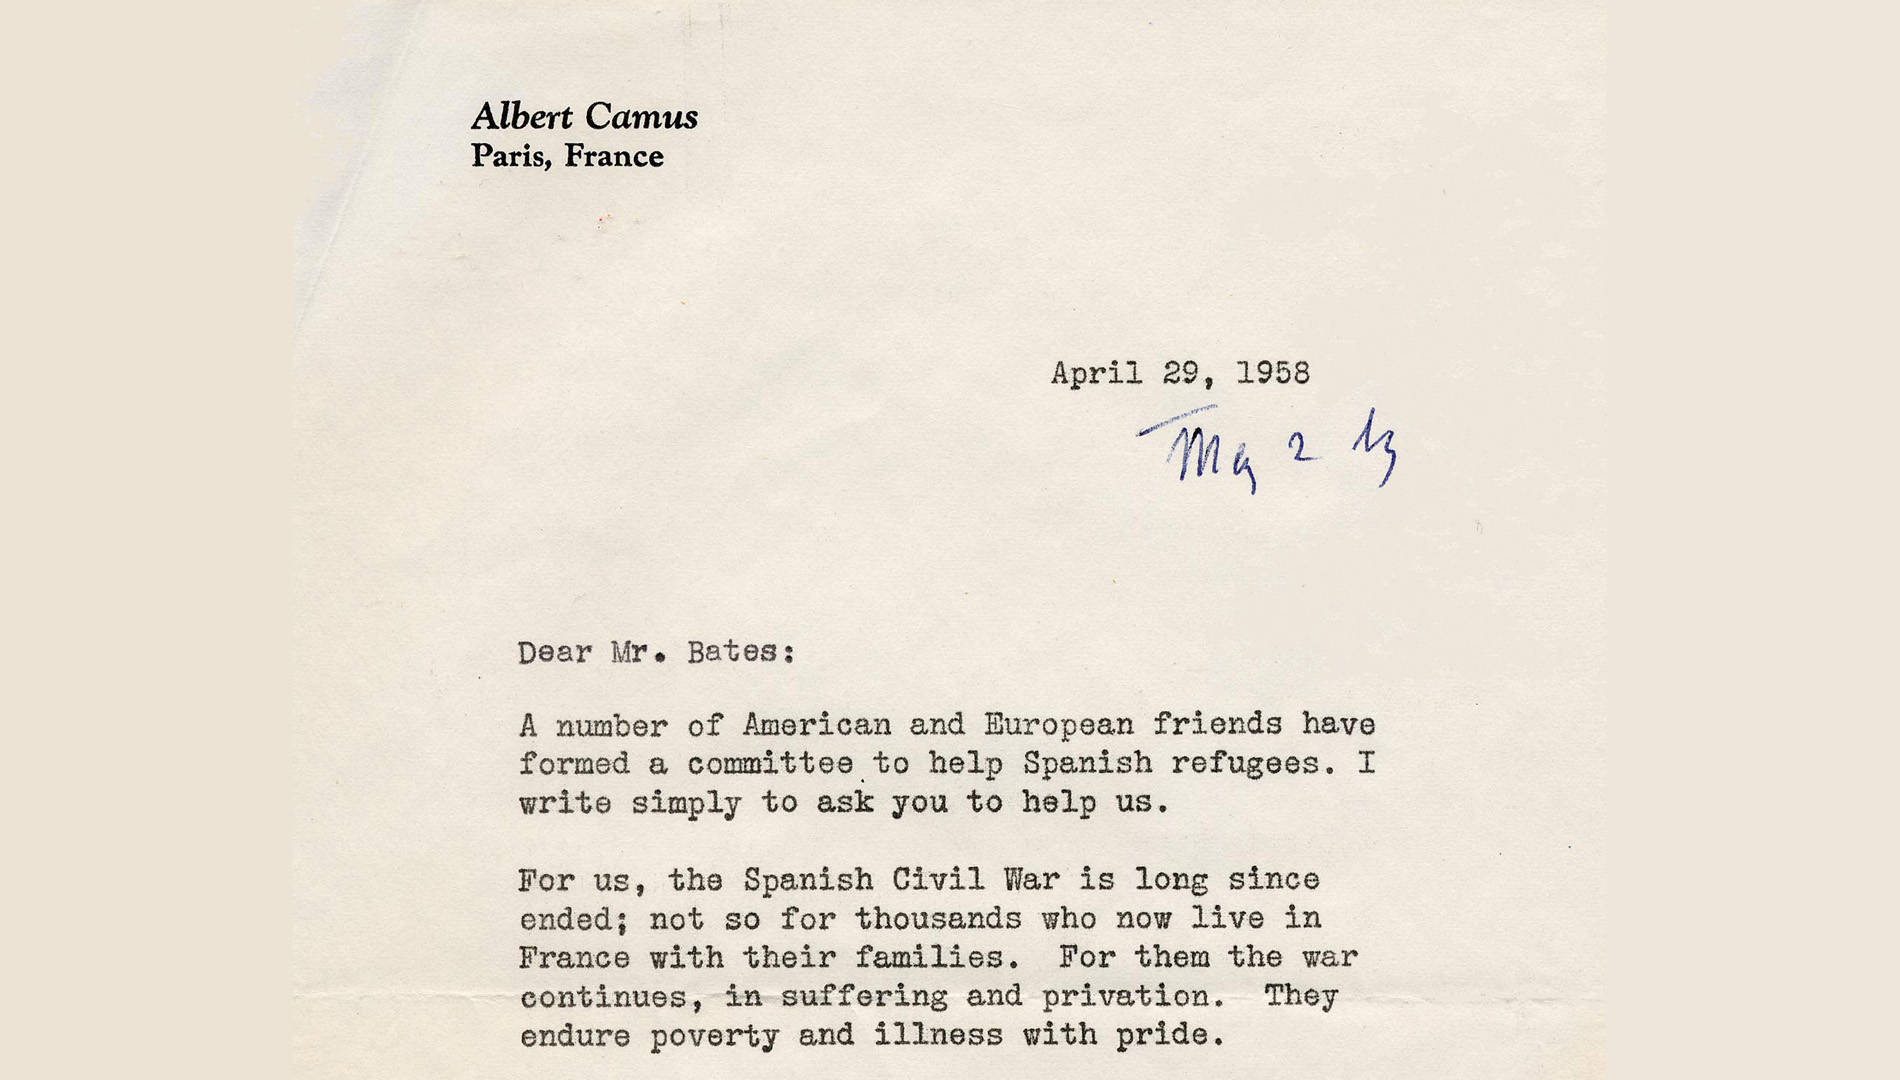 Albert Camus
Paris, France
April 29, 1958
May 2
Dear Mr. Bates:
A number of American and European friends have
formed a committee to help Spanish refugees. I
write simply to ask you to help us.
For us, the Spanish Civil War is long since
ended; not so for thousands who now live in
France with their families.  For them the war
continues, in suffering and privation.  They
endure poverty and illness with pride.